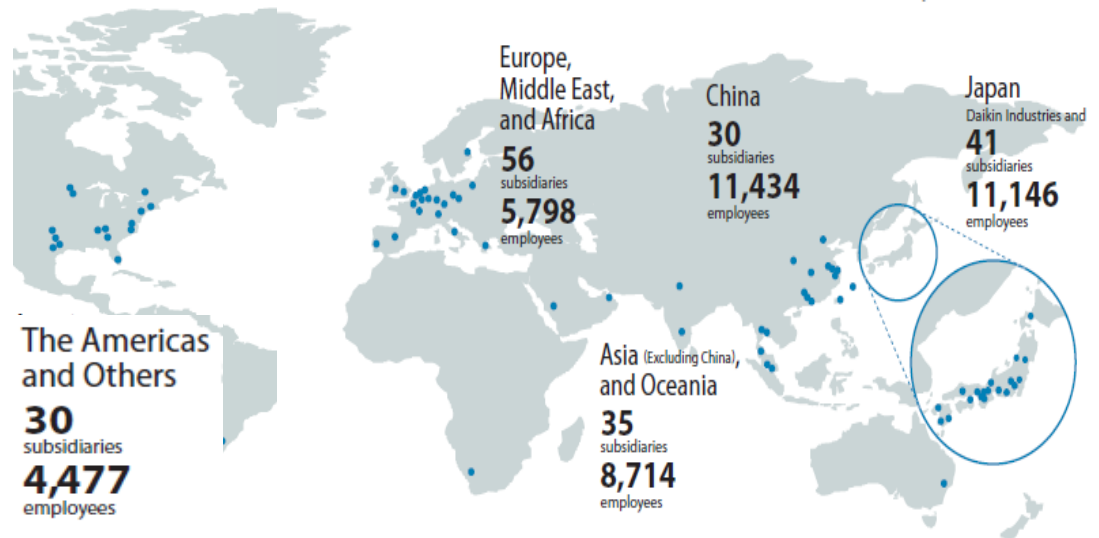 Europe,
Middle East,
and Africa
56
subsidiaries
5,798
employees
China
30
subsidiaries
11,434
employees
Japan
Daikin Industries and
41
subsidiaries
11,146
employees
The Americas
and Others
30
subsidiaries
4,477
employees
Asia (Excluding China),
and Oceania
35
subsidiaries
8,714
employees